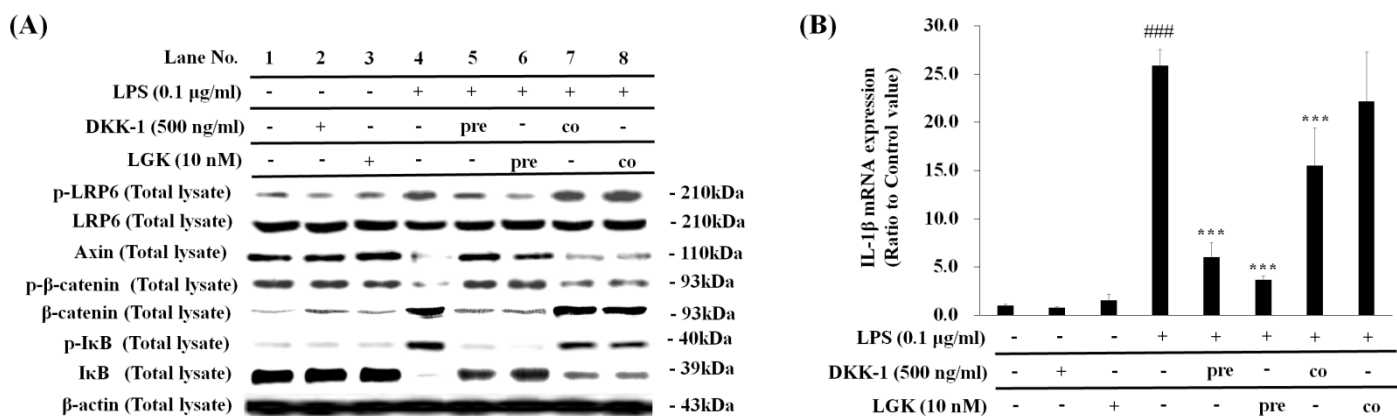 (A)
Lane No. 1 2 3 4 5 6 7 8
LPS (0.1 µg/ml) - - - + + + + +
DKK-1 (500 ng/ml) - + - - pre - co -
LGK (10 nM) - - + - - pre - co
p-LRP6 (Total lysate) - 210kDa
LRP6 (Total lysate) - 210kDa
Axin (Total lysate) - 110kDa
p-β-catenin (Total lysate) - 93kDa
β-catenin (Total lysate) - 93kDa
p-IκB (Total lysate) - 40kDa
IκB (Total lysate) - 39kDa
β-actin (Total lysate) - 43kDa
(B)
IL-1β mRNA expression
(Ratio to Control value)
30.0
25.0
20.0
15.0
10.0
5.0
0.0
###
***
***
***
LPS (0.1 µg/ml) - - - + + + + +
DKK-1 (500 ng/ml) - + - - pre - co -
LGK (10 nM) - - + - - pre - co